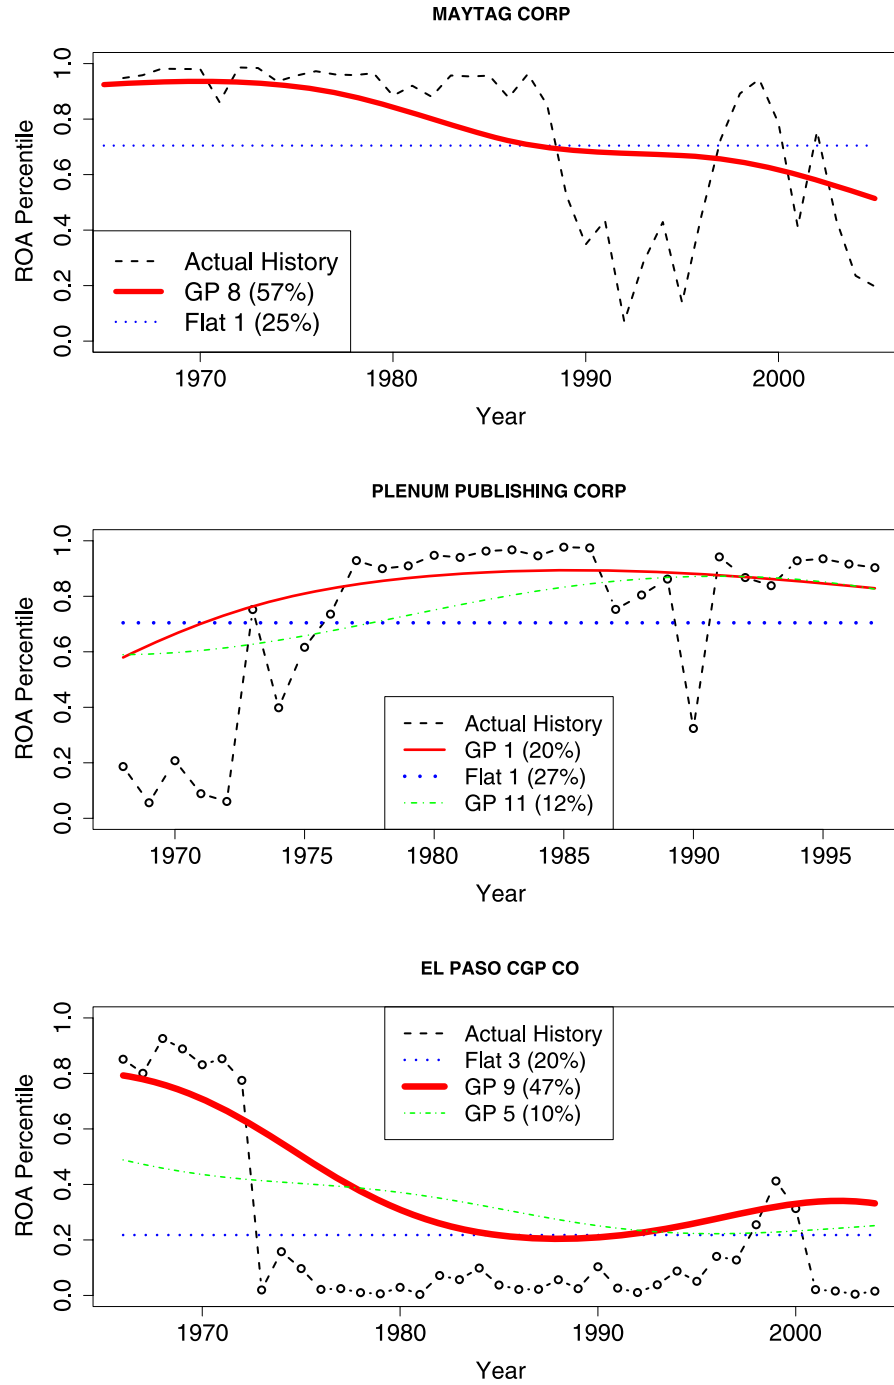 MAYTAG CORP
ROA Percentile
0.0 0.2 0.4 0.6 0.8 1.0
Actual History
GP 8 (57%)
Flat 1 (25%)
1970 1980 1990 2000
Year
PLENUM PUBLISHING CORP
ROA Percentile
0.0 0.2 0.4 0.6 0.8 1.0
Actual History
GP 1 (20%)
Flat 1 (27%)
GP 11 (12%)
1970 1975 1980 1985 1990 1995
Year
EL PASO CGP CO
ROA Percentile
0.0 0.2 0.4 0.6 0.8 1.0
Actual History
Flat 3 (20%)
GP 9 (47%)
GP 5 (10%)
1970 1980 1990 2000
Year